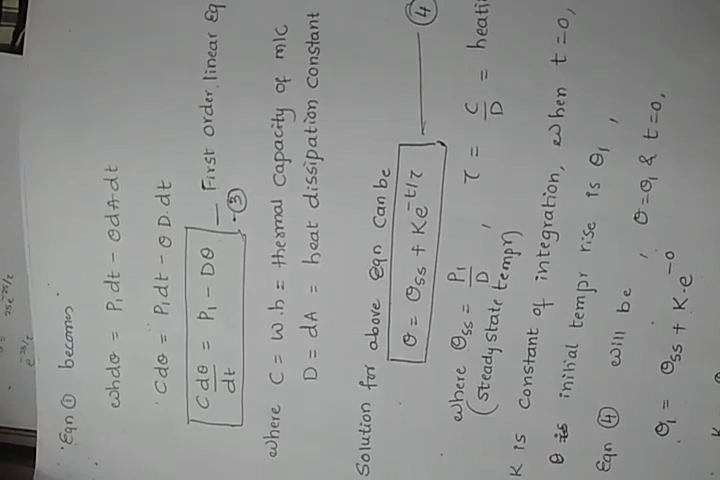 Eqn ① becomes
whdθ = P₁dt - θdA·dt
Cdθ = P₁dt - θD·dt
C dθ/dt = P₁ - Dθ — First order linear Eq
- ③
where C = w.h = thermal capacity of m/c
D = dA = heat dissipation constant
Solution for above Eqn can be
θ = θss + Ke^-t/τ — ④
where θss = P₁/D , τ = C/D = heati
(steady state tempr)
K is constant of integration, when t=0,
θ is initial tempr rise is θ₁,
Eqn ④ will be , θ=θ₁ & t=0,
θ₁ = θss + K·e^-0